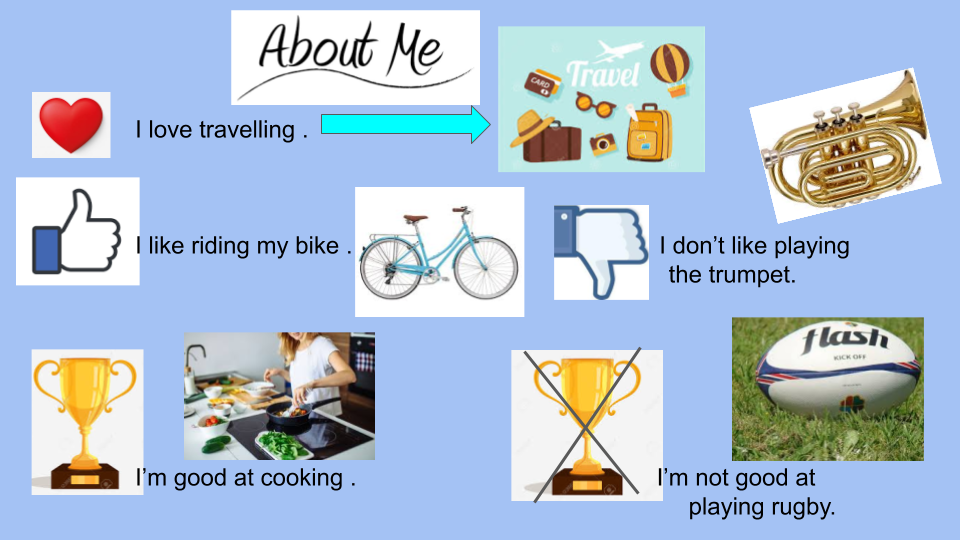 About Me
I love travelling .
Travel
CARD
I like riding my bike . .
I don’t like playing
the trumpet.
flash
KICK OFF
I’m good at cooking .
I’m not good at
playing rugby.